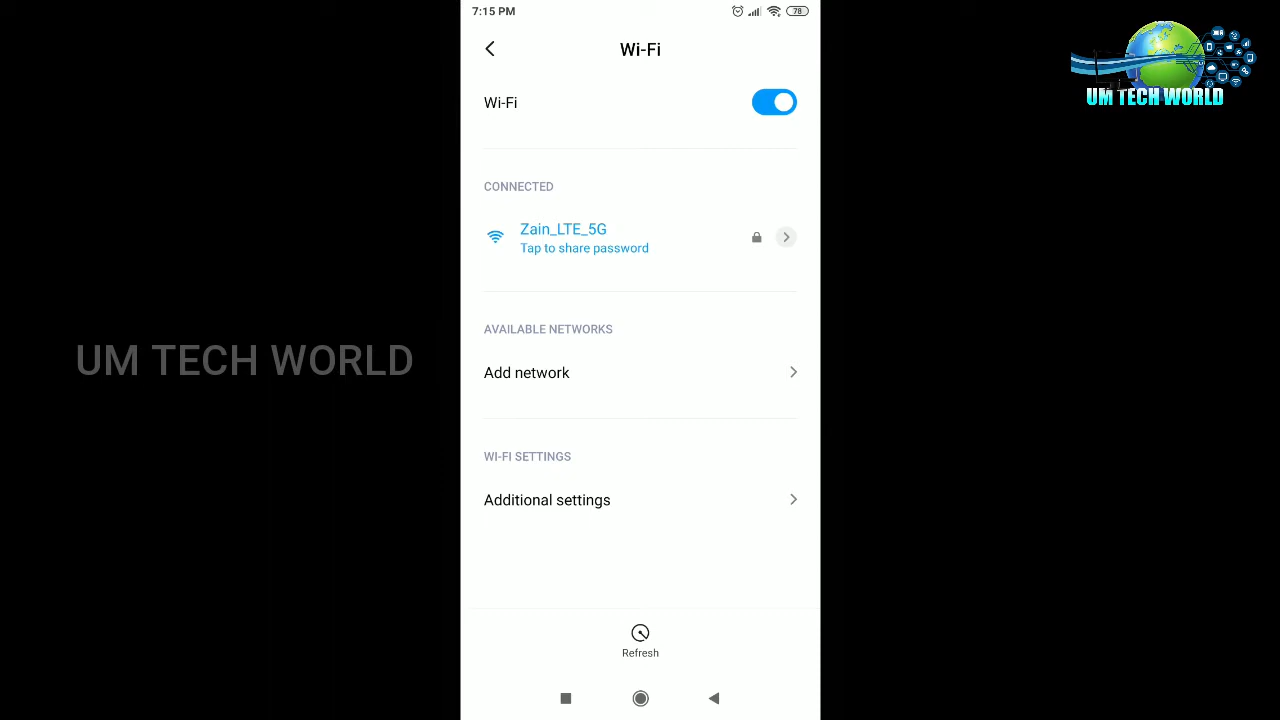 7:15 PM
78
Wi-Fi
Wi-Fi
CONNECTED
Zain_LTE_5G
Tap to share password
AVAILABLE NETWORKS
Add network
WI-FI SETTINGS
Additional settings
Refresh
UM TECH WORLD
UM TECH WORLD